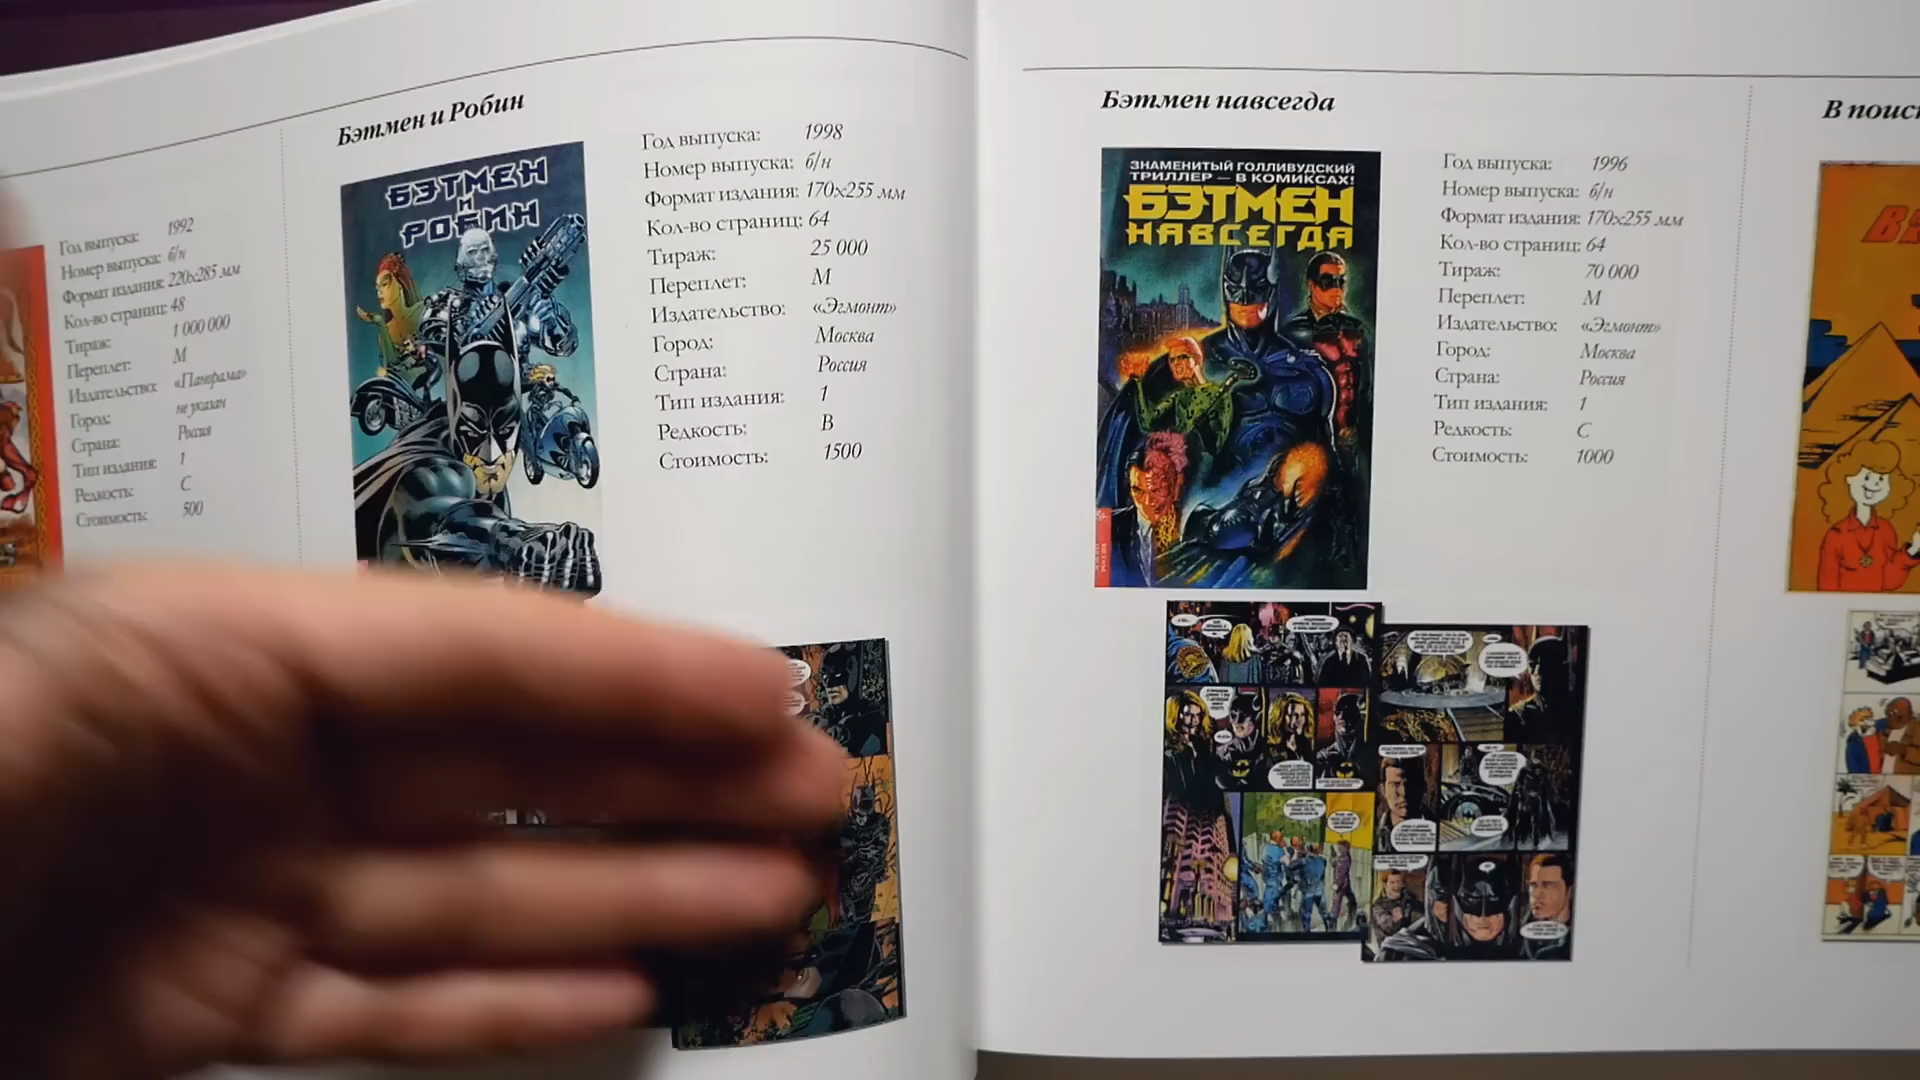 Год выпуска: 1992
Номер выпуска: б/н
Формат издания: 220х285 мм
Кол-во страниц: 48
Тираж: 1 000 000
Переплет: М
Издательство: «Панорама»
Город: не указан
Страна: Россия
Тип издания: 1
Редкость: С
Стоимость: 500
Бэтмен и Робин
БЭТМЕН
И
РОБИН
Год выпуска: 1998
Номер выпуска: б/н
Формат издания: 170х255 мм
Кол-во страниц: 64
Тираж: 25 000
Переплет: М
Издательство: «Эгмонт»
Город: Москва
Страна: Россия
Тип издания: 1
Редкость: В
Стоимость: 1500
Бэтмен навсегда
ЗНАМЕНИТЫЙ ГОЛЛИВУДСКИЙ
ТРИЛЛЕР — В КОМИКСАХ!
БЭТМЕН
НАВСЕГДА
Год выпуска: 1996
Номер выпуска: б/н
Формат издания: 170х255 мм
Кол-во страниц: 64
Тираж: 70 000
Переплет: М
Издательство: «Эгмонт»
Город: Москва
Страна: Россия
Тип издания: 1
Редкость: С
Стоимость: 1000
В